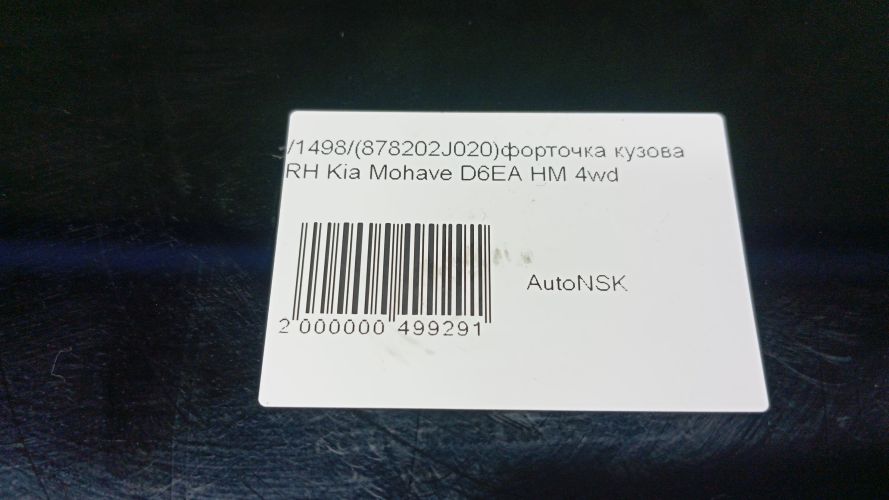 /1498/(878202J020)форточка кузова
RH Kia Mohave D6EA HM 4wd
AutoNSK
2 000000 499291